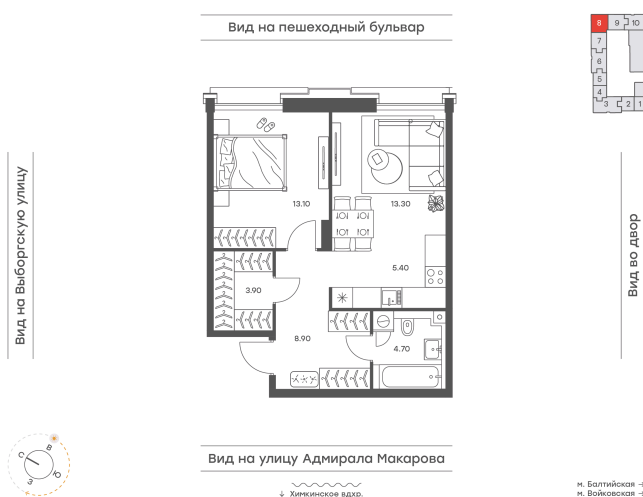 Вид на пешеходный бульвар
8 9 10
7
6
5
4
3 2 1
Вид на Выборгскую улицу
Вид во двор
13.10
13.30
5.40
3.90
8.90
4.70
Вид на улицу Адмирала Макарова
С В
З Ю
↓ Химкинское вдхр.
м. Балтийская
м. Войковская